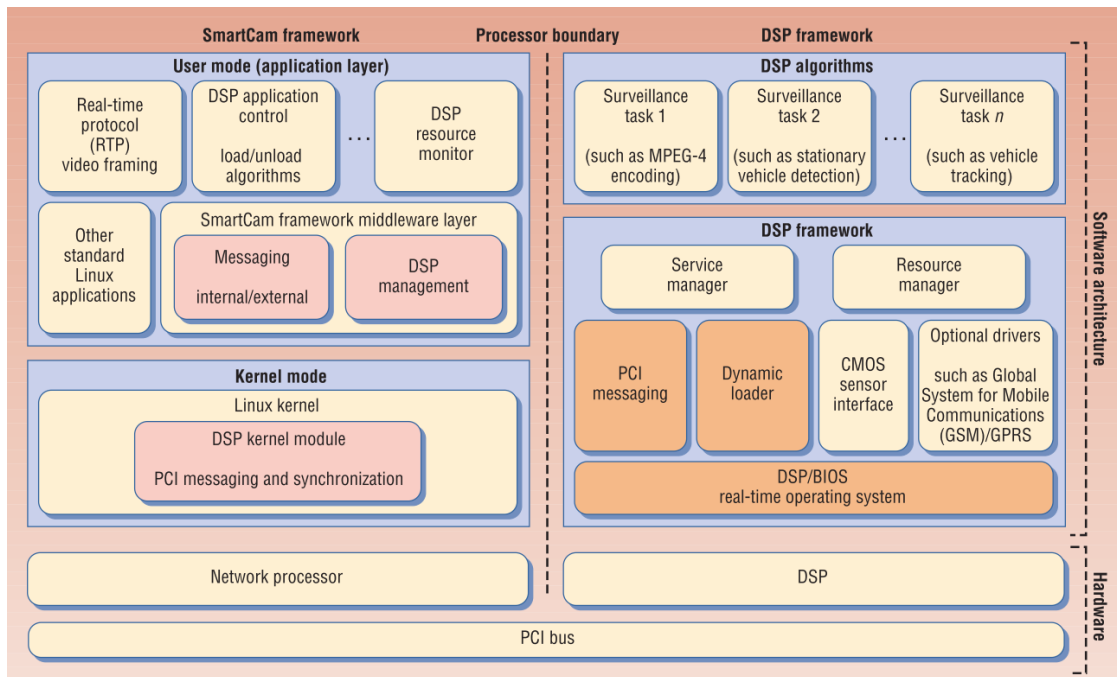 SmartCam framework
Processor boundary
DSP framework
User mode (application layer)
Real-time
protocol
(RTP)
video framing
DSP application
control
load/unload
algorithms
...
DSP
resource
monitor
Other
standard
Linux
applications
SmartCam framework middleware layer
Messaging
internal/external
DSP
management
Kernel mode
Linux kernel
DSP kernel module
PCI messaging and synchronization
DSP algorithms
Surveillance
task 1
(such as MPEG-4
encoding)
Surveillance
task 2
(such as stationary
vehicle detection)
...
Surveillance
task n
(such as vehicle
tracking)
DSP framework
Service
manager
Resource
manager
PCI
messaging
Dynamic
loader
CMOS
sensor
interface
Optional drivers
such as Global
System for Mobile
Communications
(GSM)/GPRS
DSP/BIOS
real-time operating system
Software architecture
Network processor
DSP
PCI bus
Hardware